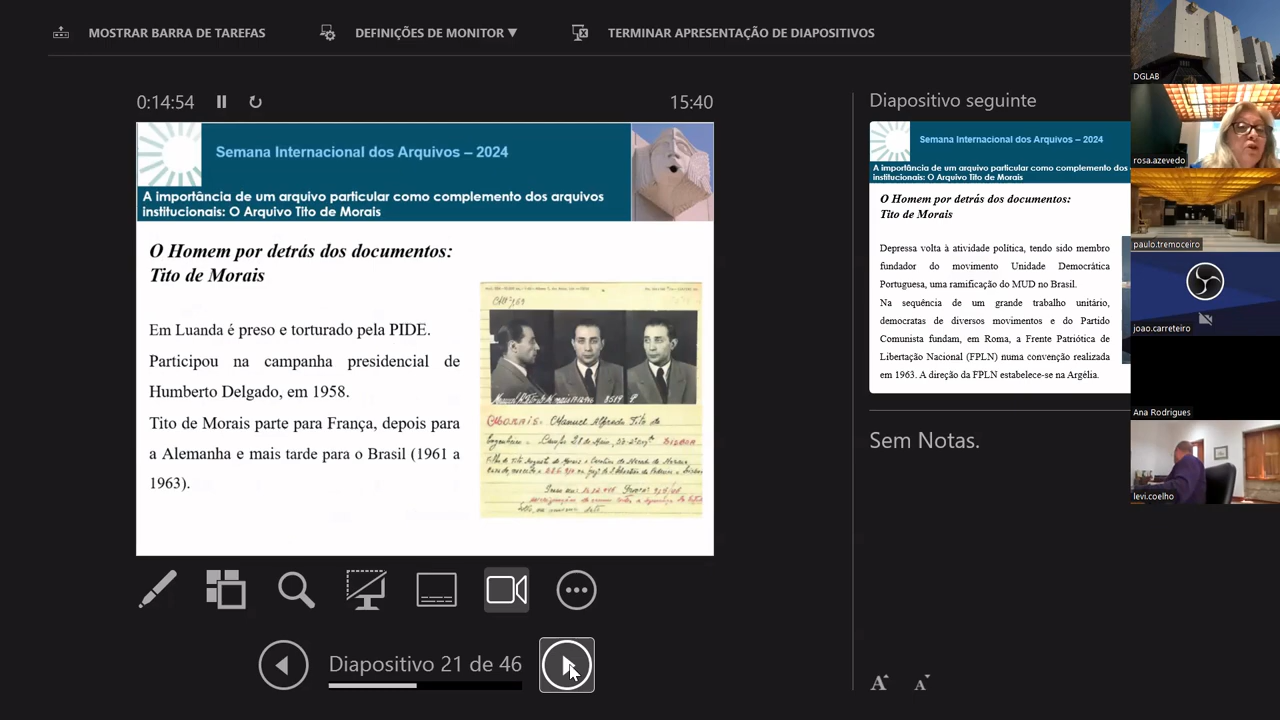 MOSTRAR BARRA DE TAREFAS
DEFINIÇÕES DE MONITOR ▼
TERMINAR APRESENTAÇÃO DE DIAPOSITIVOS
0:14:54
15:40
Semana Internacional dos Arquivos – 2024
A importância de um arquivo particular como complemento dos arquivos
institucionais: O Arquivo Tito de Morais
O Homem por detrás dos documentos:
Tito de Morais
Em Luanda é preso e torturado pela PIDE.
Participou na campanha presidencial de
Humberto Delgado, em 1958.
Tito de Morais parte para França, depois para
a Alemanha e mais tarde para o Brasil (1961 a
1963).
Morais: Manuel Alfredo Tito de
Diapositivo 21 de 46
Diapositivo seguinte
Semana Internacional dos Arquivos – 2024
A importância de um arquivo particular como complemento dos
institucionais: O Arquivo Tito de Morais
O Homem por detrás dos documentos:
Tito de Morais
Depressa volta à atividade política, tendo sido membro
fundador do movimento Unidade Democrática
Portuguesa, uma ramificação do MUD no Brasil.
Na sequência de um grande trabalho unitário,
democratas de diversos movimentos e do Partido
Comunista fundam, em Roma, a Frente Patriótica de
Libertação Nacional (FPLN) numa convenção realizada
em 1963. A direção da FPLN estabelece-se na Argélia.
Sem Notas.
A A
DGLAB
rosa.azevedo
paulo.tremoceiro
joao.carreteiro
Ana Rodrigues
levi.coelho